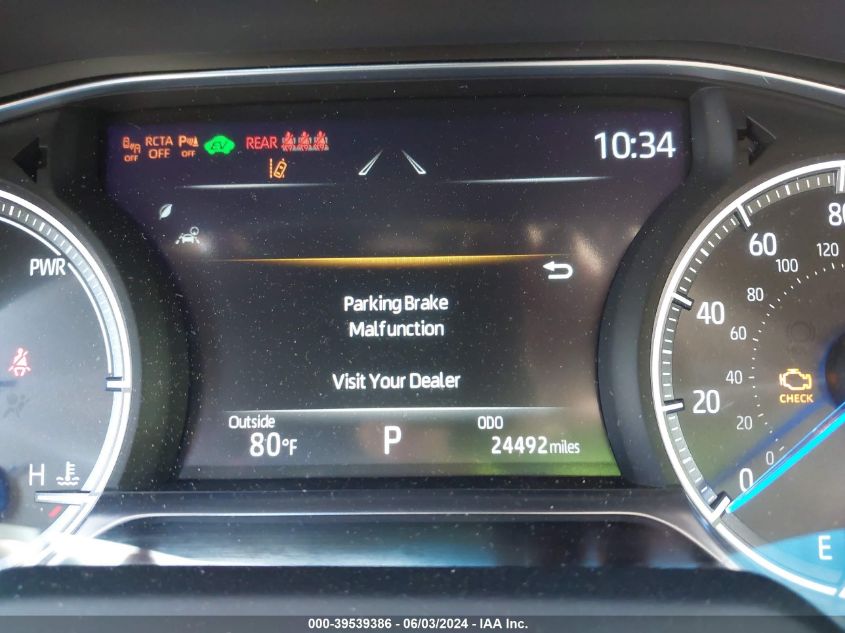 OFF
RCTA
OFF
P
OFF
EV
REAR
10:34
PWR
Parking Brake
Malfunction
Visit Your Dealer
Outside
80°F
P
ODO
24492 miles
H
80
60
40
20
0
120
100
80
60
40
20
0
CHECK
E
000-39539386 - 06/03/2024 - IAA Inc.